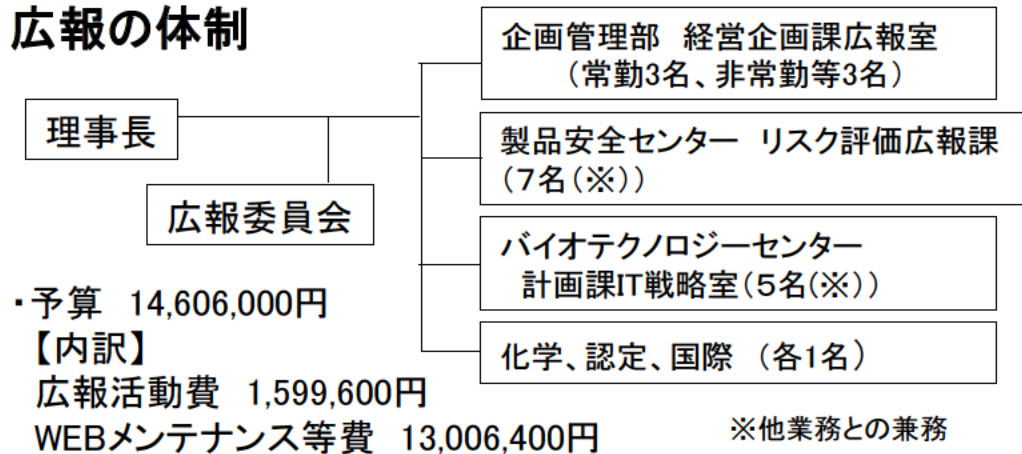 広報の体制
理事長
広報委員会
企画管理部　経営企画課広報室
（常勤3名、非常勤等3名）
製品安全センター　リスク評価広報課
（7名（※））
バイオテクノロジーセンター
計画課IT戦略室（５名（※））
化学、認定、国際　（各1名）
・予算　14,606,000円
【内訳】
広報活動費　1,599,600円
WEBメンテナンス等費　13,006,400円
※他業務との兼務